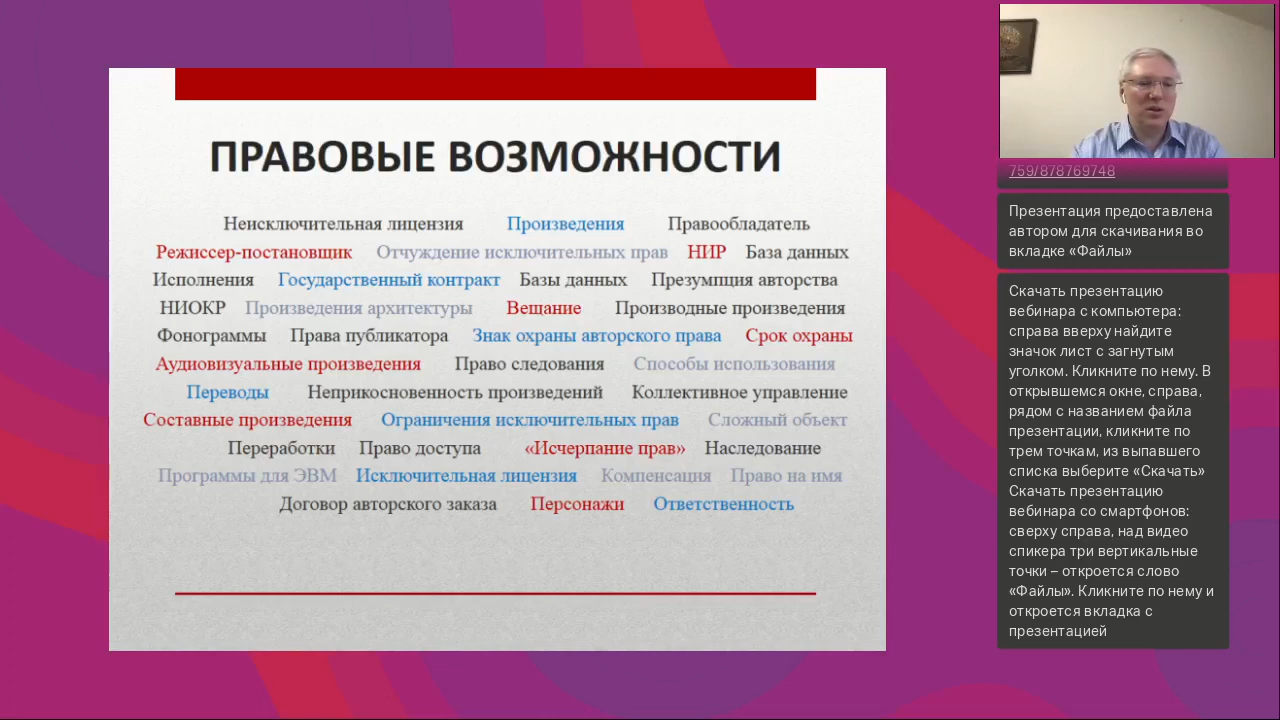 ПРАВОВЫЕ ВОЗМОЖНОСТИ
Неисключительная лицензия Произведения Правообладатель
Режиссер-постановщик Отчуждение исключительных прав НИР База данных
Исполнения Государственный контракт Базы данных Презумпция авторства
НИОКР Произведения архитектуры Вещание Производные произведения
Фонограммы Права публикатора Знак охраны авторского права Срок охраны
Аудиовизуальные произведения Право следования Способы использования
Переводы Неприкосновенность произведений Коллективное управление
Составные произведения Ограничения исключительных прав Сложный объект
Переработки Право доступа «Исчерпание прав» Наследование
Программы для ЭВМ Исключительная лицензия Компенсация Право на имя
Договор авторского заказа Персонажи Ответственность
759/878769748
Презентация предоставлена
автором для скачивания во
вкладке «Файлы»
Скачать презентацию
вебинара с компьютера:
справа вверху найдите
значок лист с загнутым
уголком. Кликните по нему. В
открывшемся окне, справа,
рядом с названием файла
презентации, кликните по
трем точкам, из выпавшего
списка выберите «Скачать»
Скачать презентацию
вебинара со смартфонов:
сверху справа, над видео
спикера три вертикальные
точки – откроется слово
«Файлы». Кликните по нему и
откроется вкладка с
презентацией